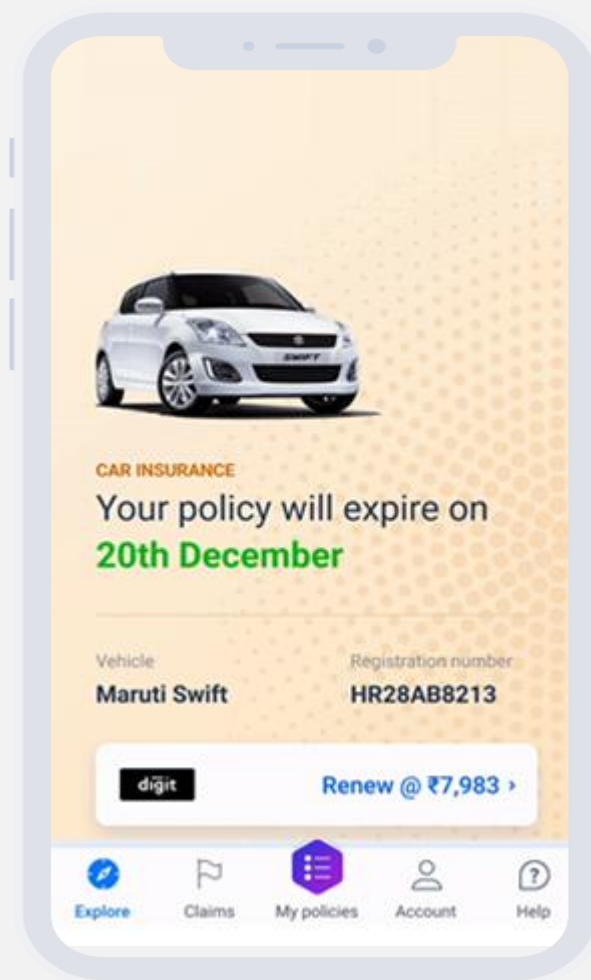 SWIFT
CAR INSURANCE
Your policy will expire on
20th December
Vehicle Registration number
Maruti Swift HR28AB8213
digit Renew @ ₹7,983 ›
Explore Claims My policies Account Help